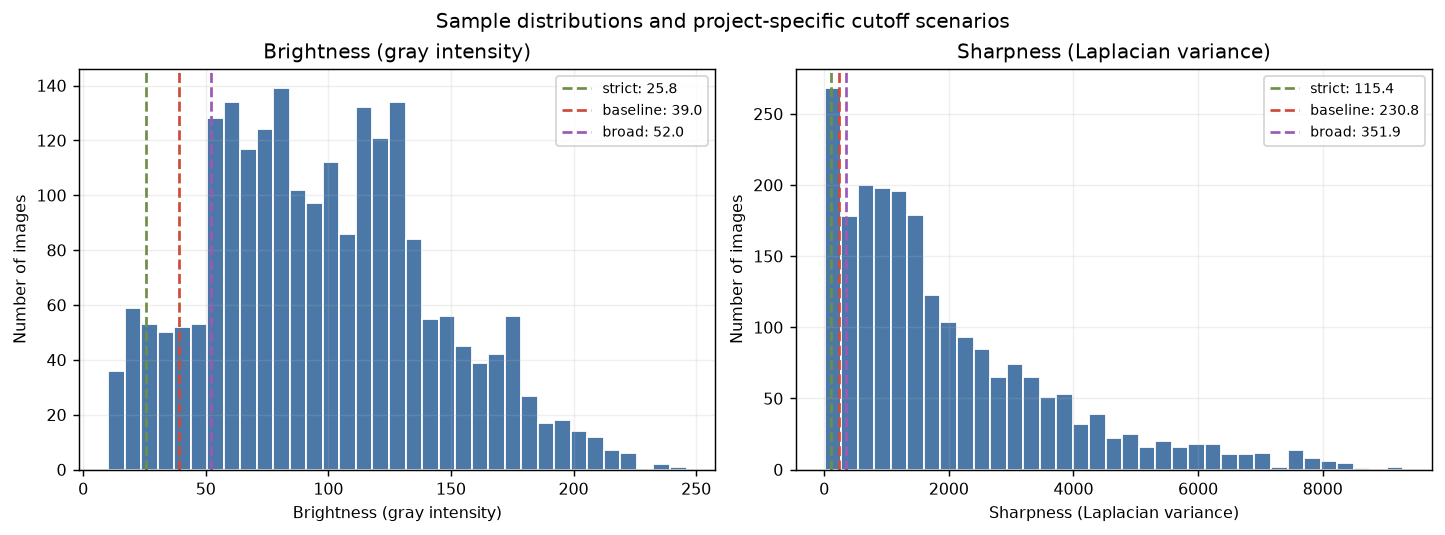 Sample distributions and project-specific cutoff scenarios
Brightness (gray intensity)
140
120
100
80
60
40
20
0
Number of images
strict: 25.8
baseline: 39.0
broad: 52.0
0 50 100 150 200 250
Brightness (gray intensity)
Sharpness (Laplacian variance)
250
200
150
100
50
0
Number of images
strict: 115.4
baseline: 230.8
broad: 351.9
0 2000 4000 6000 8000
Sharpness (Laplacian variance)